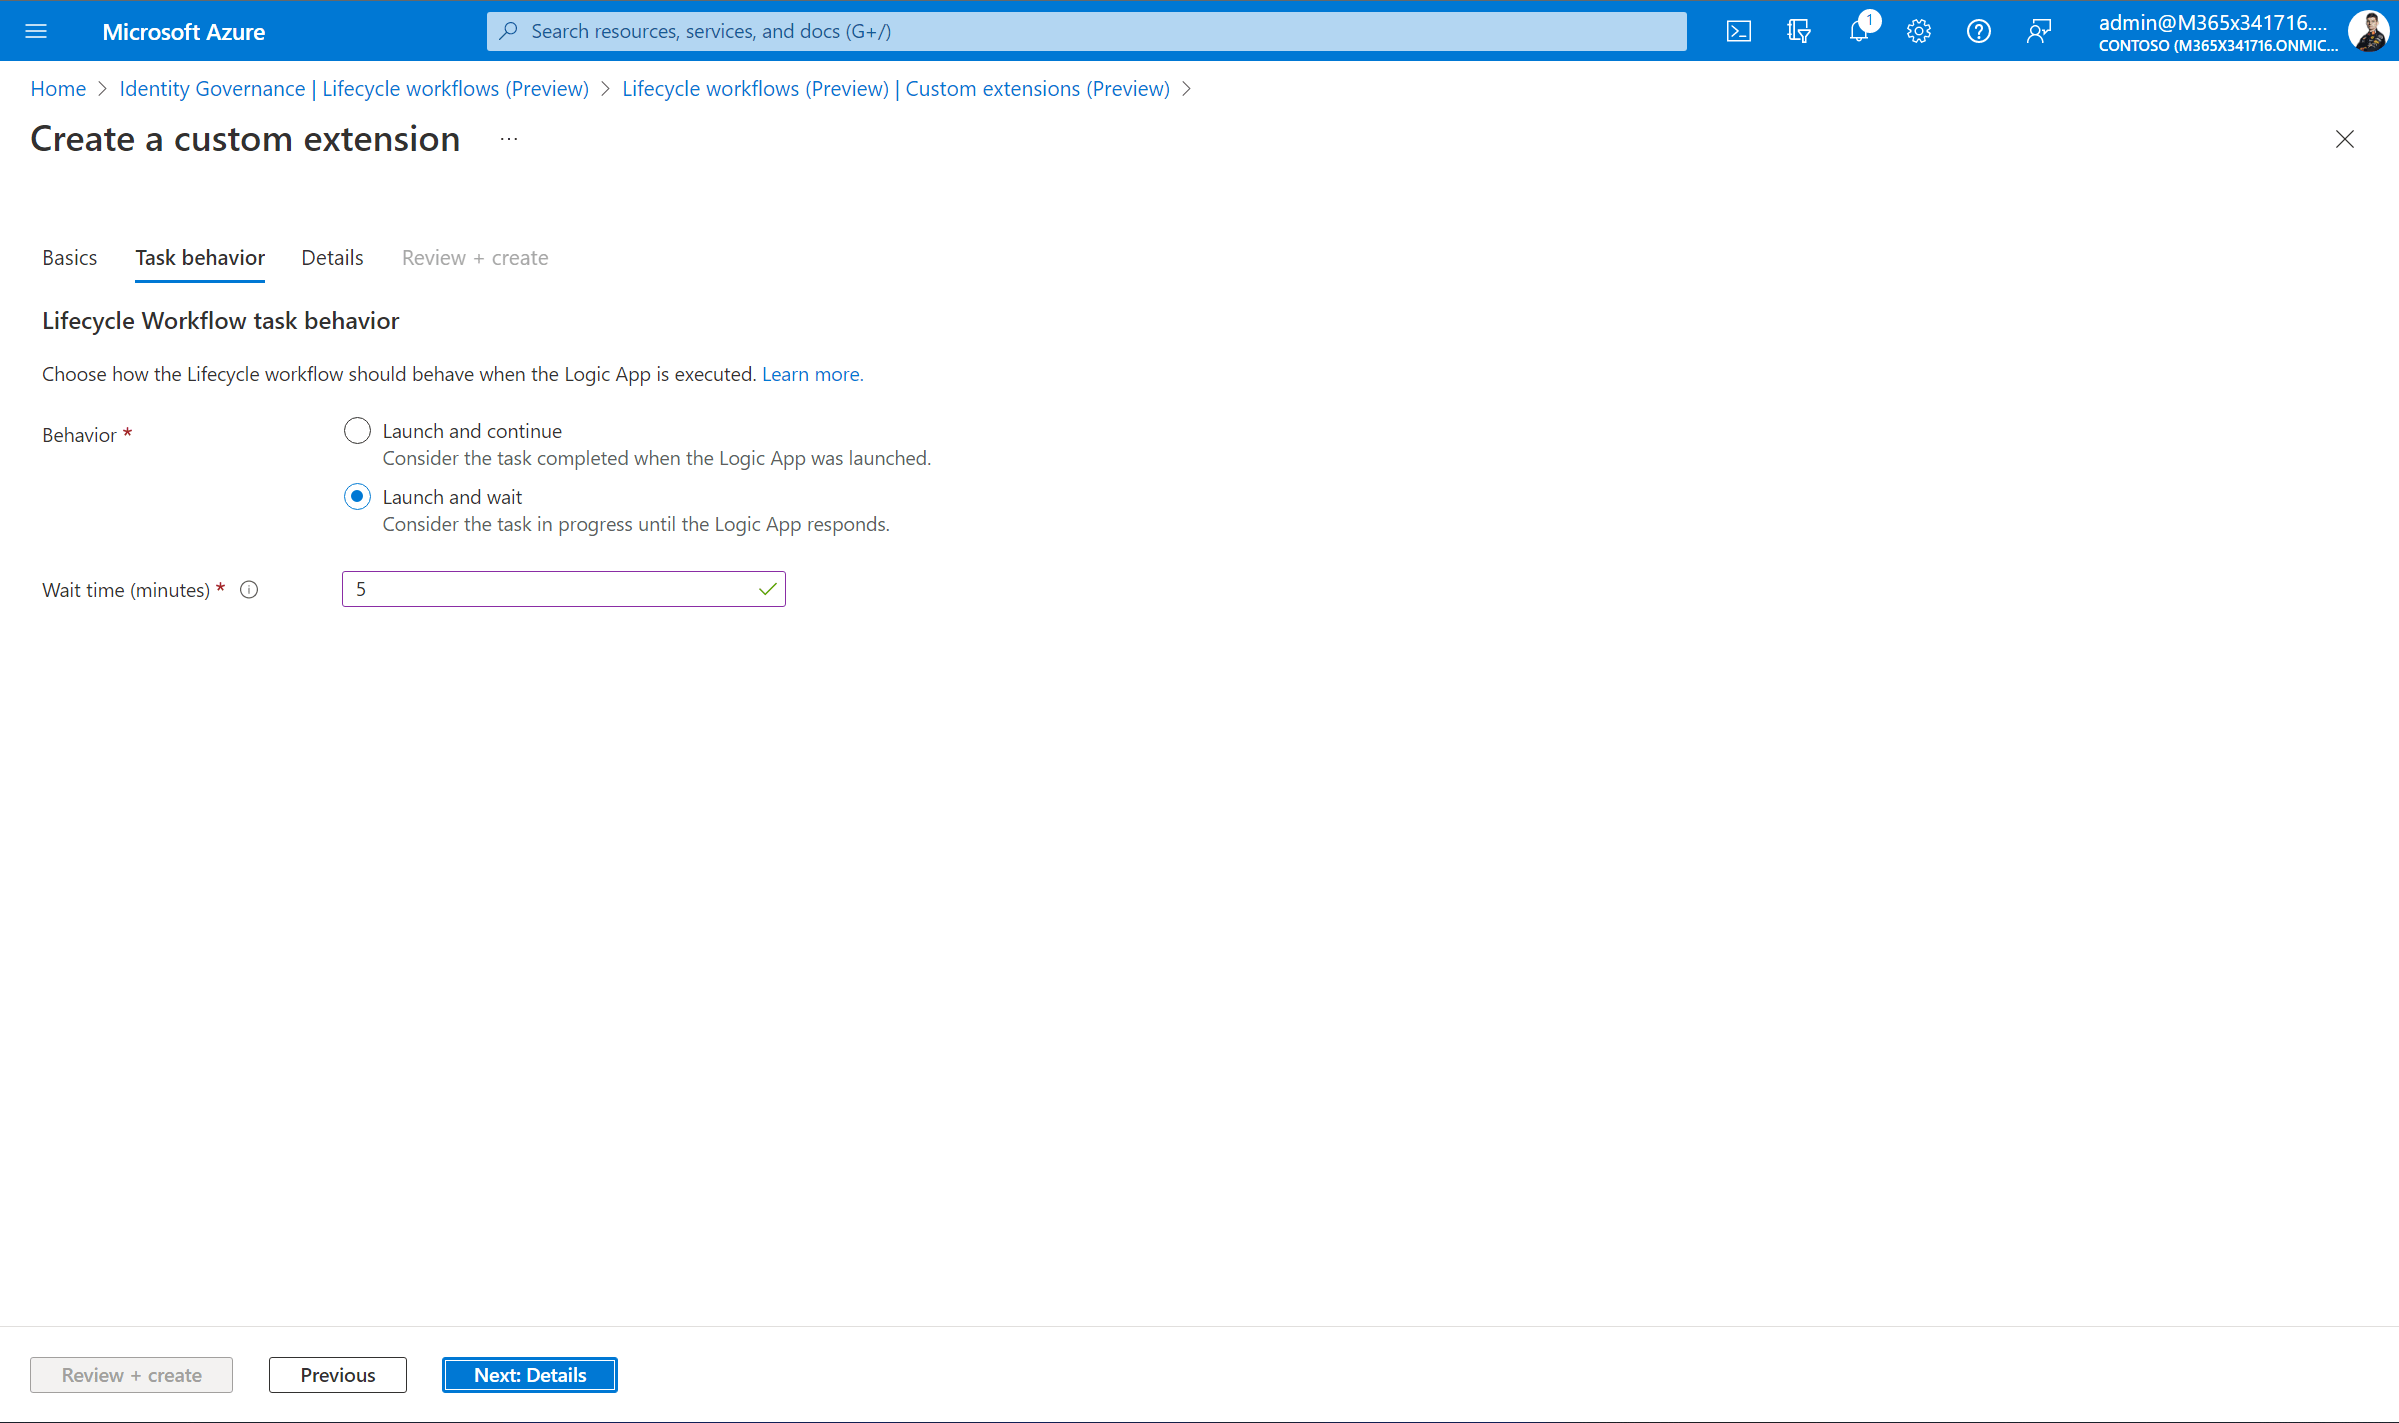 Microsoft Azure
Search resources, services, and docs (G+/)
1
admin@M365x341716....
CONTOSO (M365X341716.ONMIC...
Home > Identity Governance | Lifecycle workflows (Preview) > Lifecycle workflows (Preview) | Custom extensions (Preview) >
Create a custom extension ...
Basics Task behavior Details Review + create
Lifecycle Workflow task behavior
Choose how the Lifecycle workflow should behave when the Logic App is executed. Learn more.
Behavior *
Launch and continue
Consider the task completed when the Logic App was launched.
Launch and wait
Consider the task in progress until the Logic App responds.
Wait time (minutes) * 5
Review + create Previous Next: Details